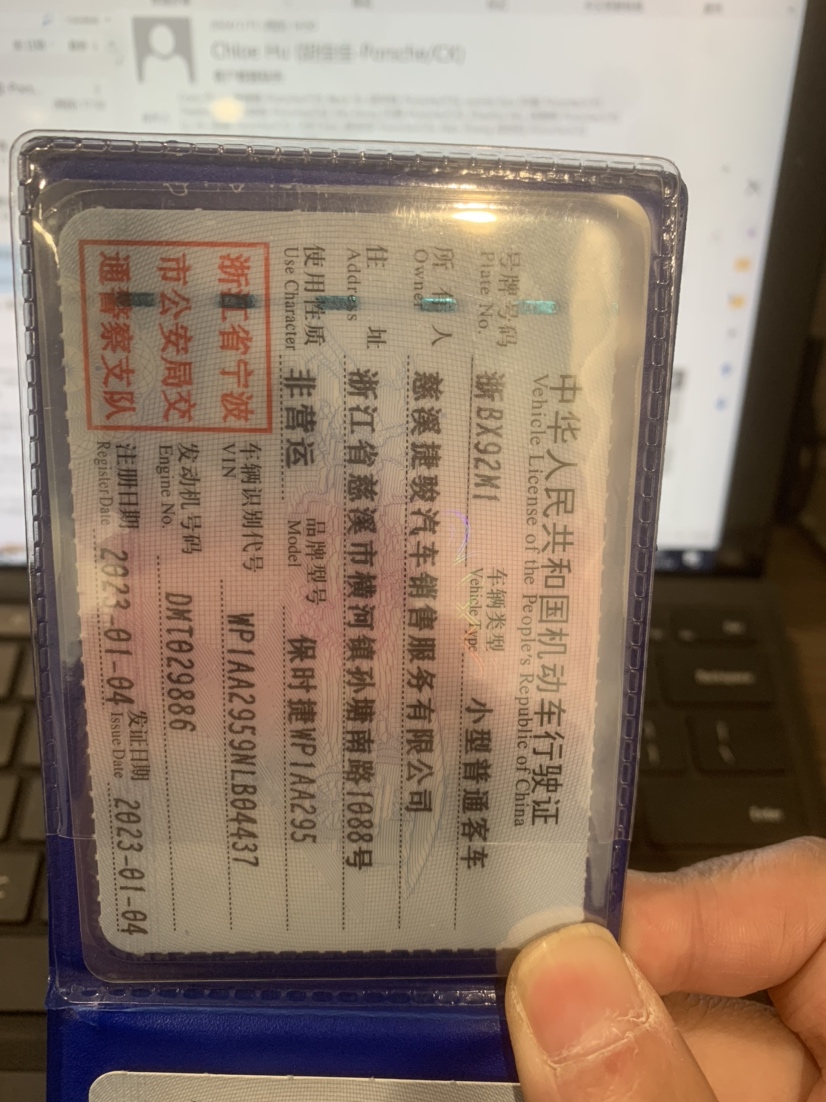 Chloe Hu (胡佳佳-Porsche/CX)
中华人民共和国机动车行驶证
Vehicle License of the People's Republic of China
号牌号码 浙BX92M1 车辆类型 小型普通客车
Plate No. Vehicle Type
所有人 慈溪捷骏汽车销售服务有限公司
Owner
住 址 浙江省慈溪市横河镇孙塘南路1088号
Address
使用性质 非营运 品牌型号 保时捷WP1AA295
Use Character Model
浙江省宁波
市公安局交
通警察支队
车辆识别代号 WP1AA2959NLB04437
VIN
发动机号码 DMT029886
Engine No.
注册日期 2023-01-04 发证日期 2023-01-04
Register Date Issue Date
Backspace
Enter